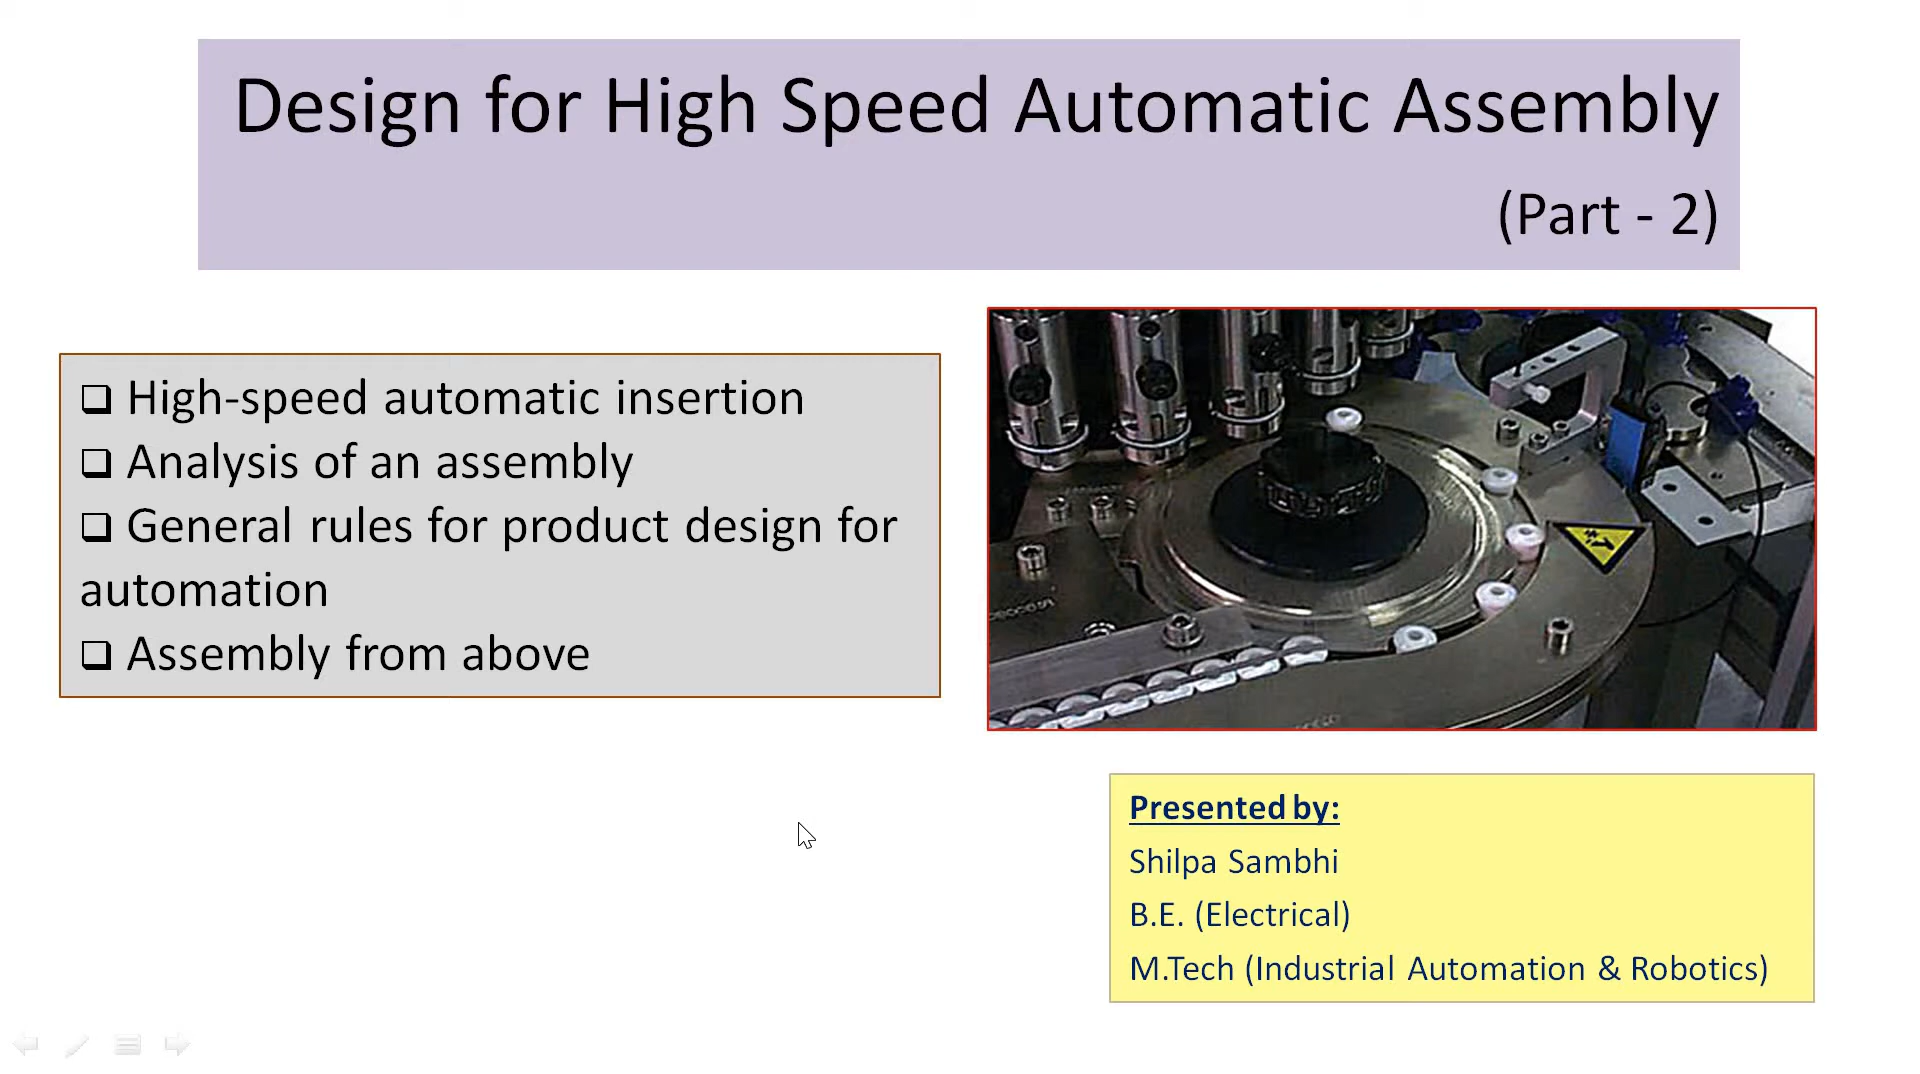 Design for High Speed Automatic Assembly
(Part - 2)
❑ High-speed automatic insertion
❑ Analysis of an assembly
❑ General rules for product design for
automation
❑ Assembly from above
Presented by:
Shilpa Sambhi
B.E. (Electrical)
M.Tech (Industrial Automation & Robotics)